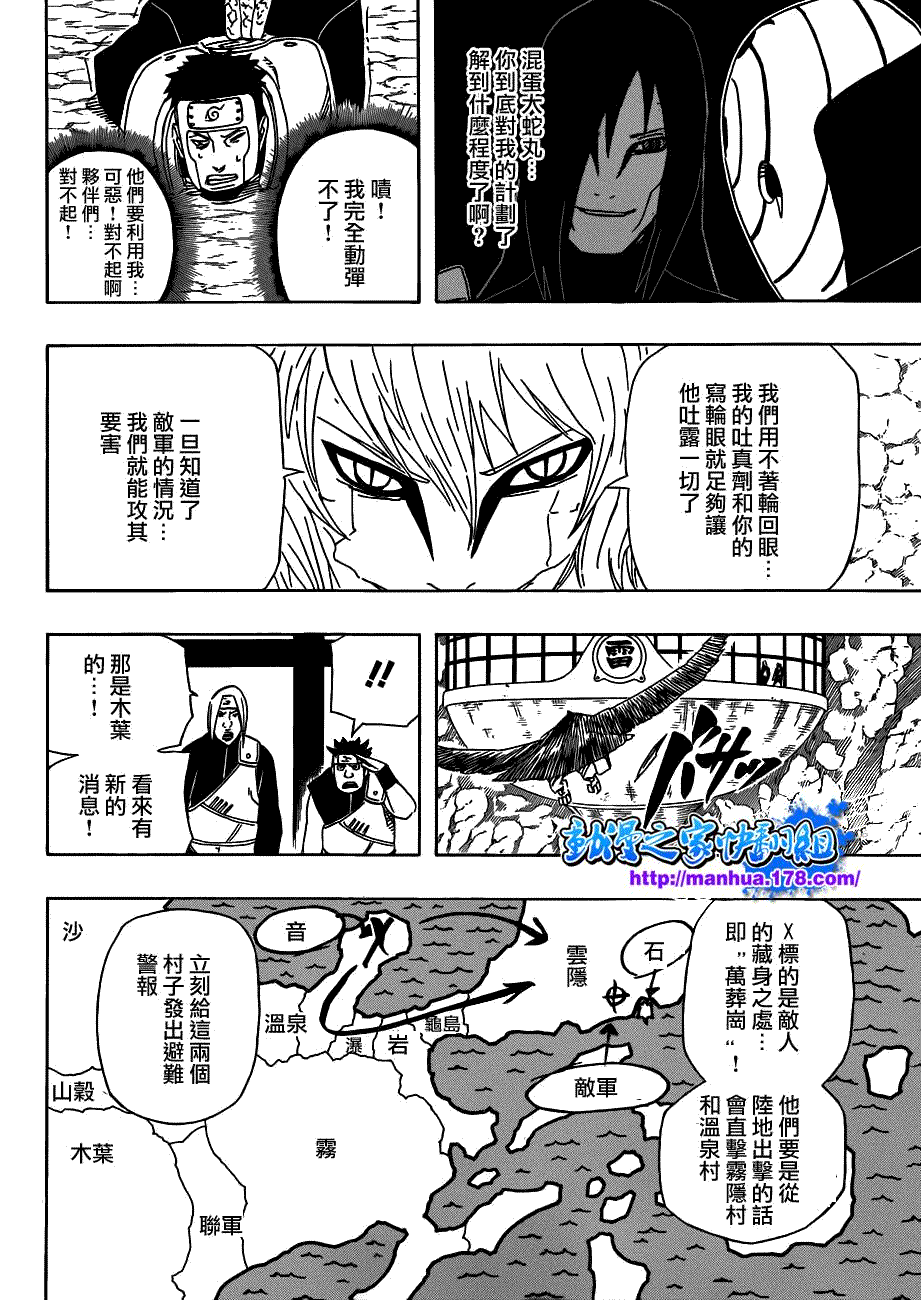 混蛋大蛇丸…
你到底對我的計劃了
解到什麼程度了啊?
嘖!
我完全動彈
不了!
他們要利用我…
可惡!對不起啊
夥伴們…
對不起!
我們用不著輪回眼…
我的吐真劑和你的
寫輪眼就足夠讓
他吐露一切了
一旦知道了
敵軍的情況…
我們就能攻其
要害
雷
バサッ
動漫之家快翻組
http://manhua.178.com/
!!
那是木葉
的…!
看來有
新的
消息!
X標的是敵人
的藏身之處…
即"萬葬崗"!
他們要是從
陸地出擊的話
會直擊霧隱村
和溫泉村
立刻給這兩個
村子發出避難
警報
沙
音
雲隱
石
溫泉
瀑
岩
龜島
敵軍
山穀
木葉
霧
聯軍